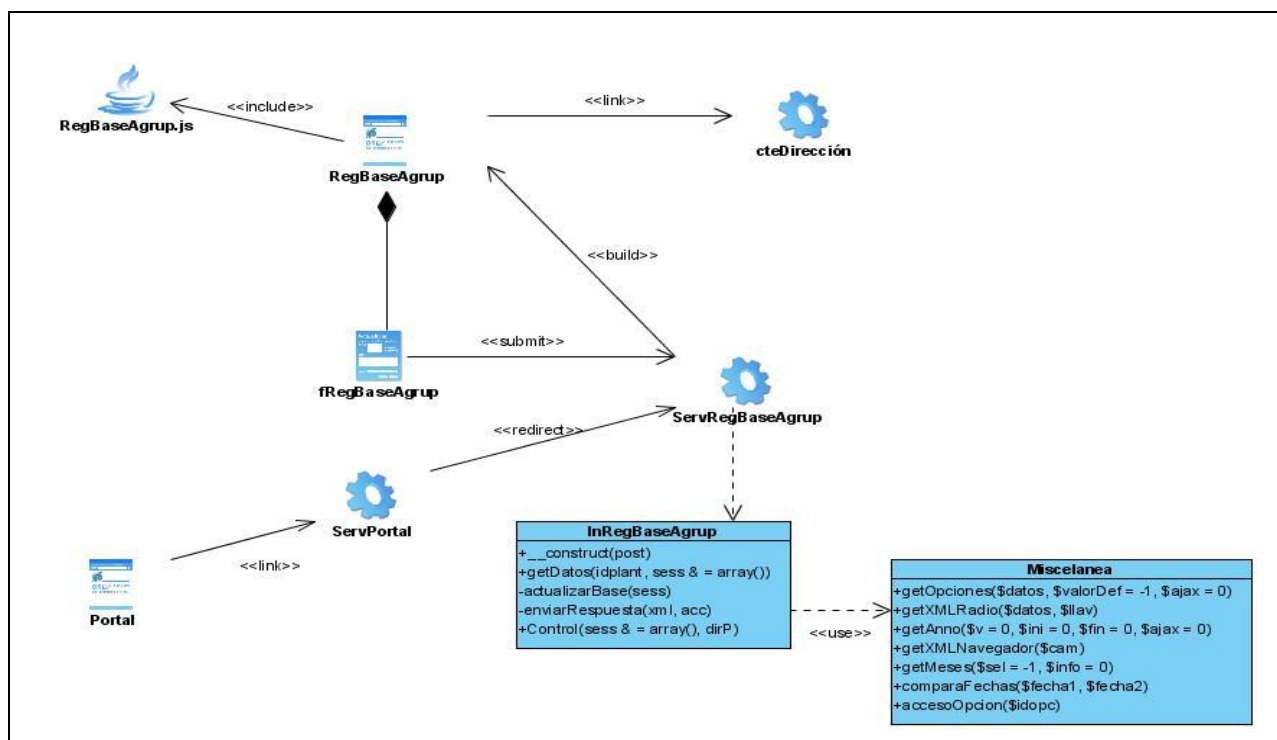 <<include>>
<<link>>
RegBaseAgrup.js
cteDirección
RegBaseAgrup
<<build>>
<<submit>>
fRegBaseAgrup
ServRegBaseAgrup
<<redirect>>
ServPortal
<<link>>
Portal
InRegBaseAgrup
+__construct(post)
+getDatos(idplant, sess & = array())
-actualizarBase(sess)
-enviarRespuesta(xml, acc)
+Control(sess & = array(), dirP)
<<use>>
Miscelanea
+getOpciones($datos, $valorDef = -1, $ajax = 0)
+getXMLRadio($datos, $llav)
+getAnno($v = 0, $ini = 0, $fin = 0, $ajax = 0)
+getXMLNavegador($cam)
+getMeses($sel = -1, $info = 0)
+comparaFechas($fecha1, $fecha2)
+accesoOpcion($idopc)